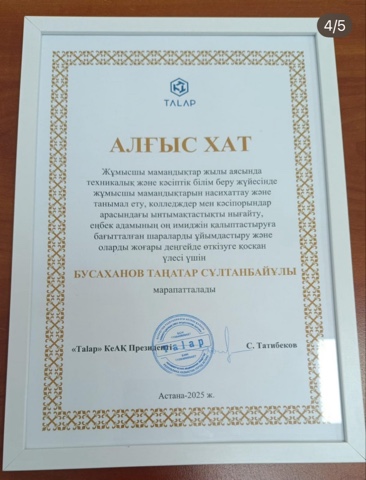 4/5
TALAP
АЛҒЫС ХАТ
Жұмысшы мамандықтар жылы аясында
техникалық және кәсіптік білім беру жүйесінде
жұмысшы мамандықтарын насихаттау және
танымал ету, колледждер мен кәсіпорындар
арасындағы ынтымақтастықты нығайту,
еңбек адамының оң имиджін қалыптастыруға
бағытталған шараларды ұйымдастыру және
оларды жоғары деңгейде өткізуге қосқан
үлесі үшін
БУСАХАНОВ ТАҢАТАР СҰЛТАНБАЙҰЛЫ
марапатталады
«Talap» КеАҚ Президенті
talap
С. Татибеков
Астана-2025 ж.